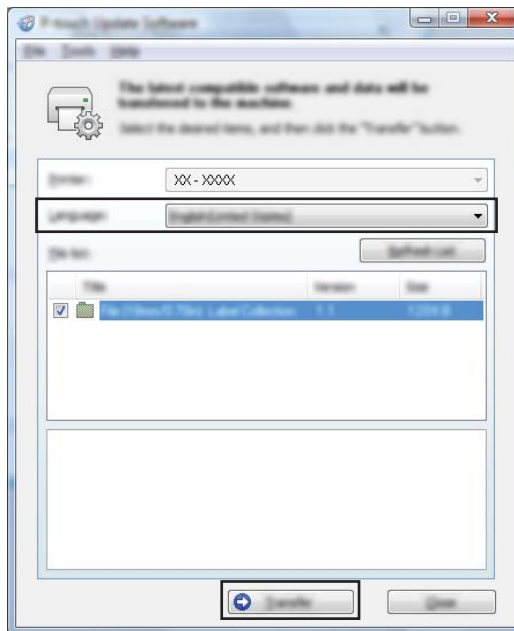 P-touch Update Software
File Tools Help
The latest compatible software and data will be
transferred to the machine.
Select the desired items, and then click the "Transfer" button.
Printer: XX - XXXX
Language: English(United States)
File list: Refresh List
Title Version Size
Label Collection 1.1
Transfer Close